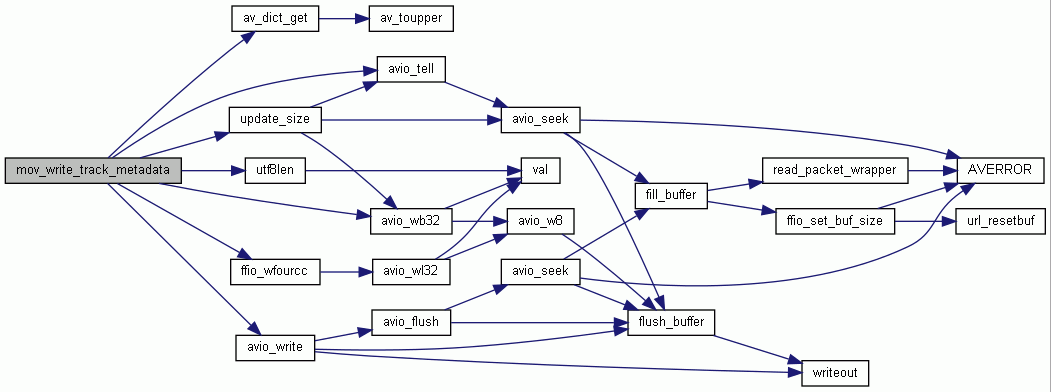 av_dict_get
av_toupper
avio_tell
update_size
avio_seek
mov_write_track_metadata
utf8len
val
read_packet_wrapper
AVERROR
fill_buffer
avio_wb32
avio_w8
ffio_set_buf_size
url_resetbuf
ffio_wfourcc
avio_wl32
avio_seek
avio_flush
flush_buffer
avio_write
writeout